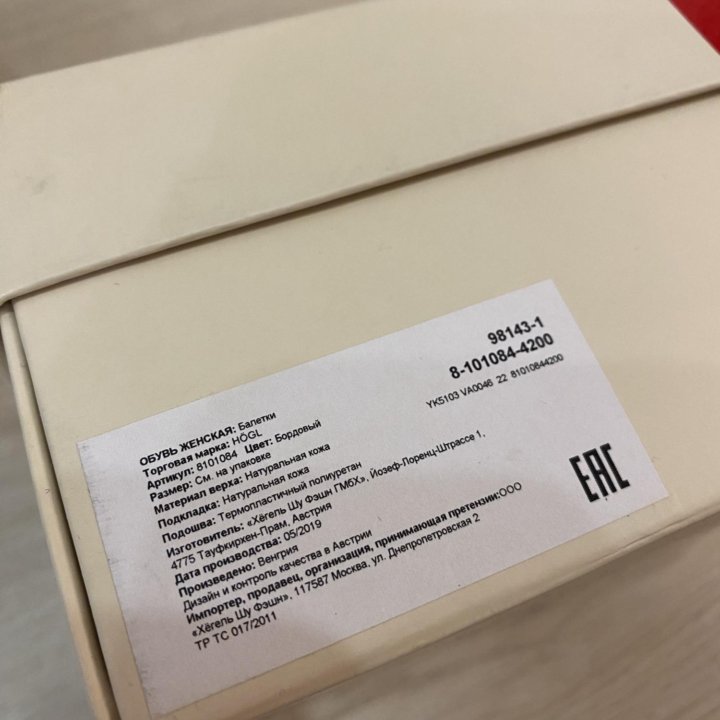 98143-1
8-101084-4200
YK5103 VA0046 22 81010844200
ОБУВЬ ЖЕНСКАЯ: Балетки
Торговая марка: HÖGL
Артикул: 8101084 Цвет: Бордовый
Размер: См. на упаковке
Материал верха: Натуральная кожа
Подкладка: Натуральная кожа
Подошва: Термопластичный полиуретан
Изготовитель: «Хёгель Шу Фэшн ГМбХ», Йозеф-Лоренц-Штрассе 1,
4775 Тауфкирхен-Прам, Австрия
Дата производства: 05/2019
Произведено: Венгрия
Дизайн и контроль качества в Австрии
Импортер, продавец, организация, принимающая претензии:ООО
«Хёгель Шу Фэшн», 117587 Москва, ул. Днепропетровская 2
ТР ТС 017/2011
EAC